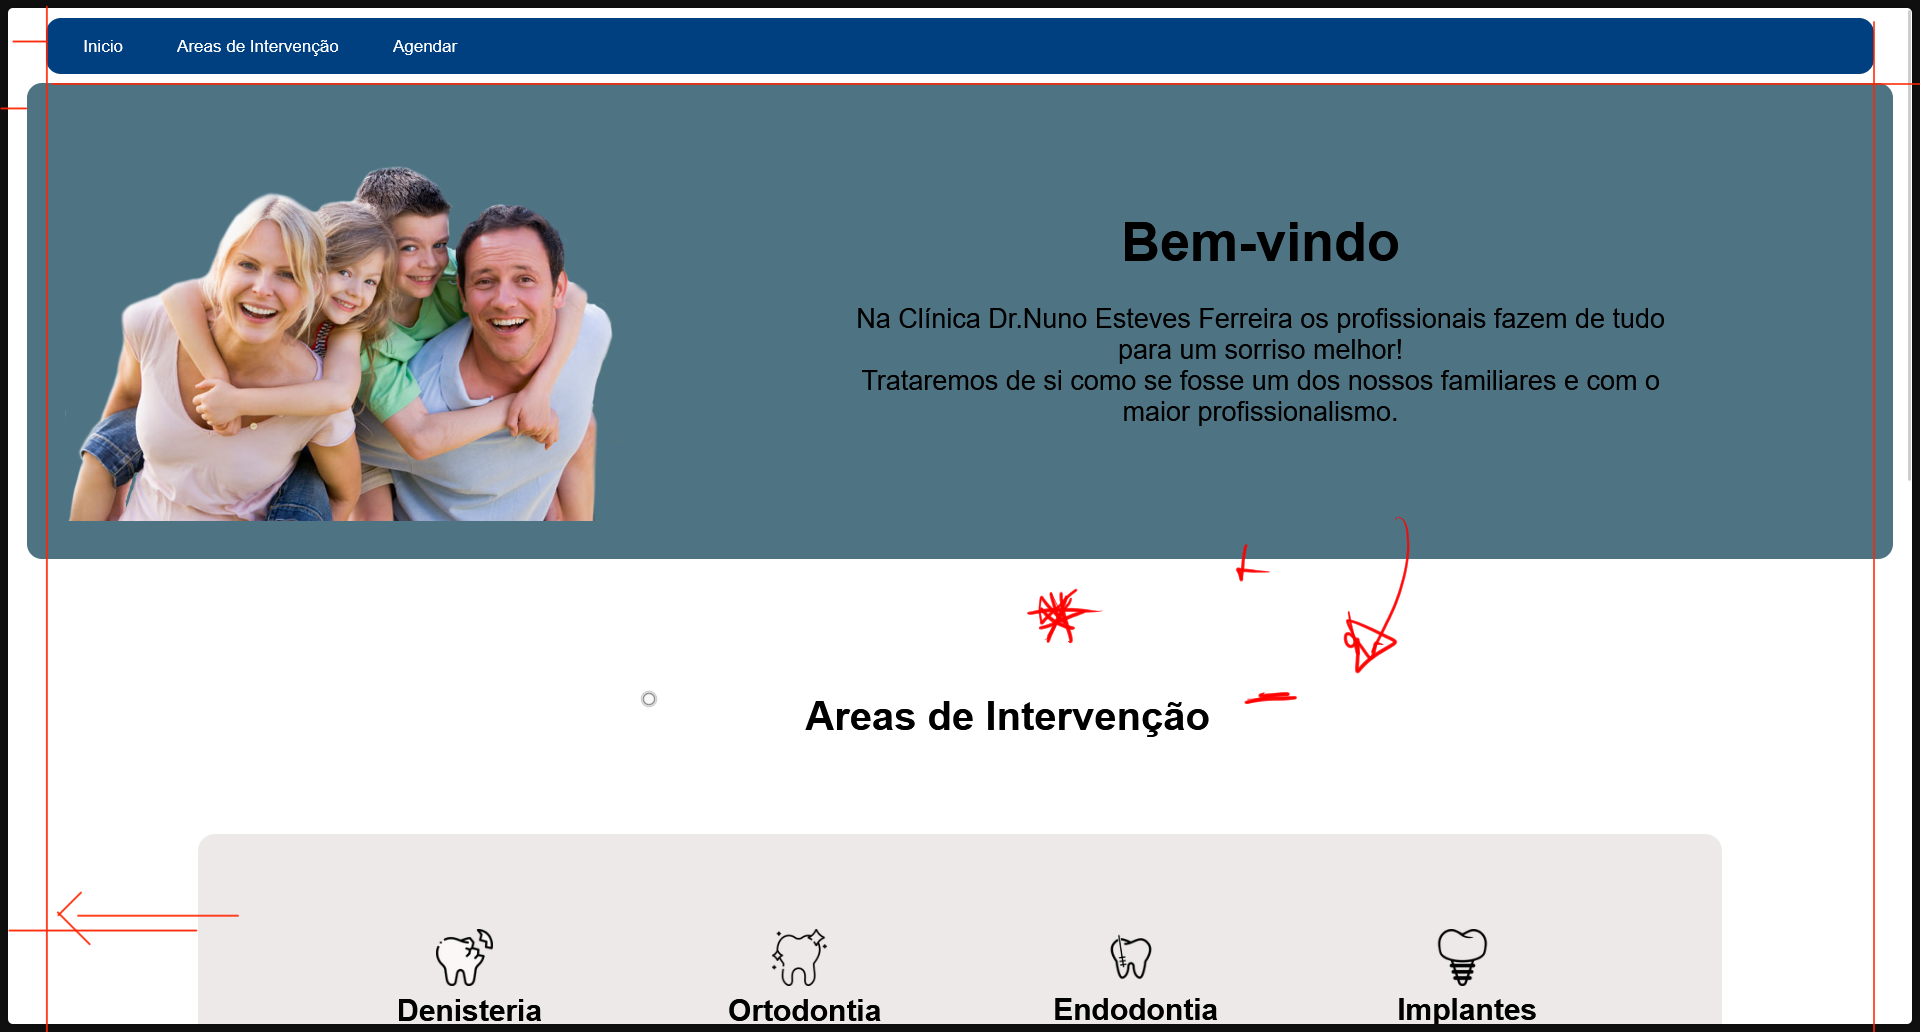 Inicio
Areas de Intervenção
Agendar
Bem-vindo
Na Clínica Dr.Nuno Esteves Ferreira os profissionais fazem de tudo
para um sorriso melhor!
Trataremos de si como se fosse um dos nossos familiares e com o
maior profissionalismo.
Areas de Intervenção
Denisteria
Ortodontia
Endodontia
Implantes